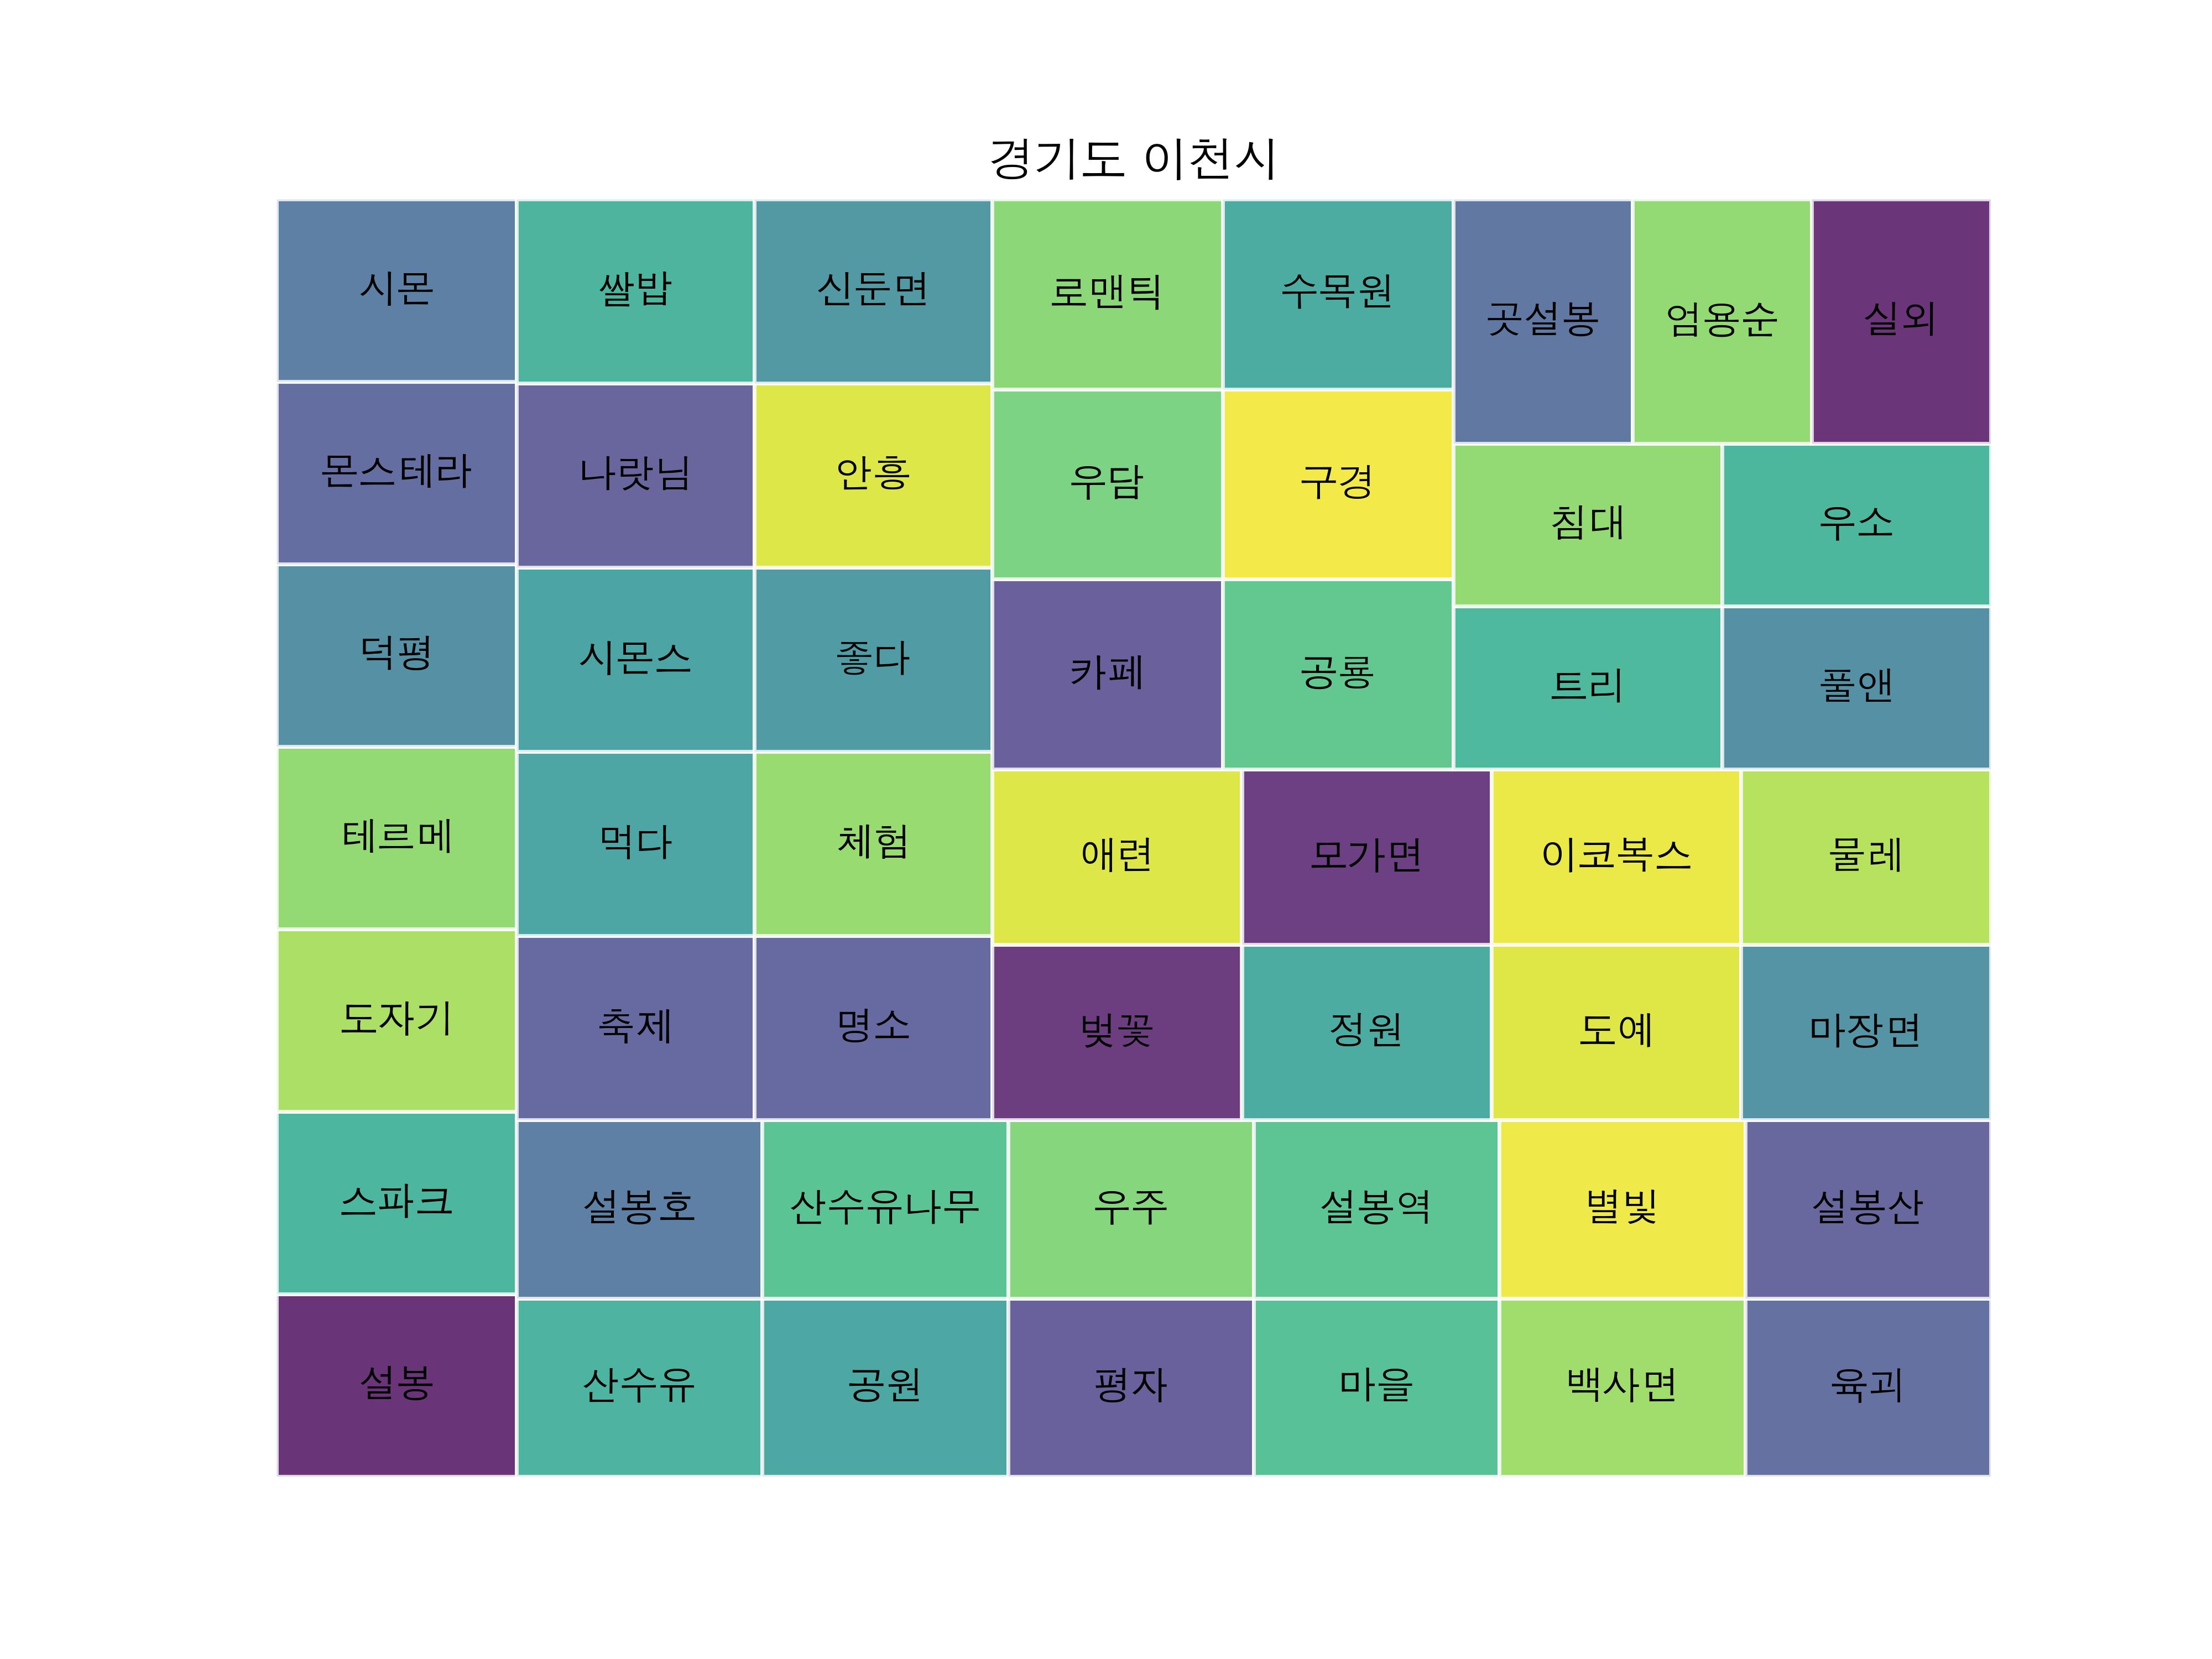 경기도 이천시
시몬 쌀밥 신둔면 로맨틱 수목원 곳설봉 엄용순 실외
몬스테라 나랏님 안흥 우담 구경 침대 우소
덕평 시몬스 좋다 카페 공룡 트리 풀앤
테르메 먹다 체험 애련 모가면 이코복스 물레
도자기 축제 명소 벚꽃 정원 도예 마장면
스파크 설봉호 산수유나무 우주 설봉역 별빛 설봉산
설봉 산수유 공원 평자 마을 백사면 육괴